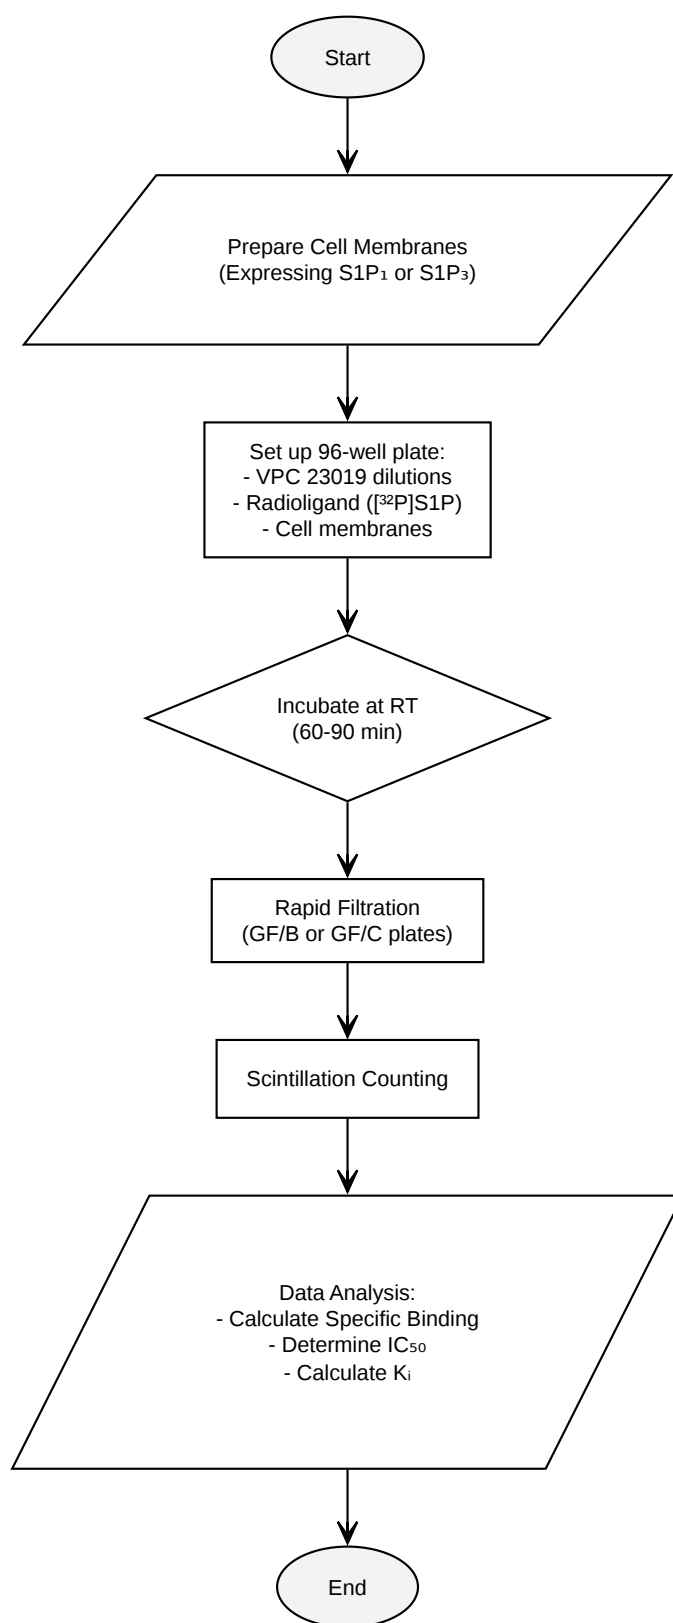 Start
Prepare Cell Membranes
(Expressing S1P₁ or S1P₃)
Set up 96-well plate:
- VPC 23019 dilutions
- Radioligand ([³²P]S1P)
- Cell membranes
Incubate at RT
(60-90 min)
Rapid Filtration
(GF/B or GF/C plates)
Scintillation Counting
Data Analysis:
- Calculate Specific Binding
- Determine IC₅₀
- Calculate Kᵢ
End